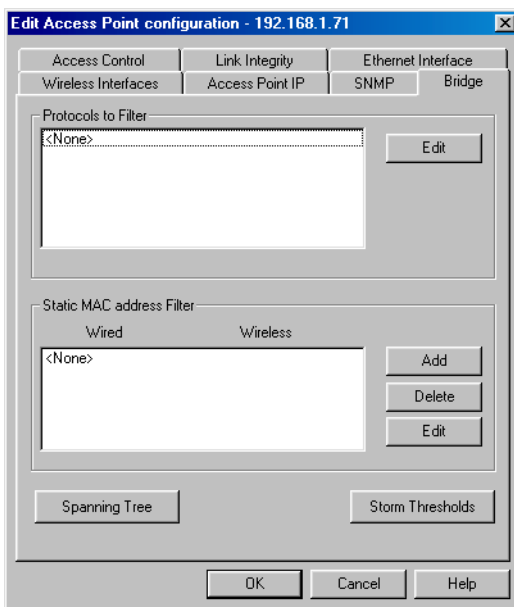 Edit Access Point configuration - 192.168.1.71
Access Control Link Integrity Ethernet Interface
Wireless Interfaces Access Point IP SNMP Bridge
Protocols to Filter
<None>
Edit
Static MAC address Filter
Wired Wireless
<None>
Add
Delete
Edit
Spanning Tree Storm Thresholds
OK Cancel Help